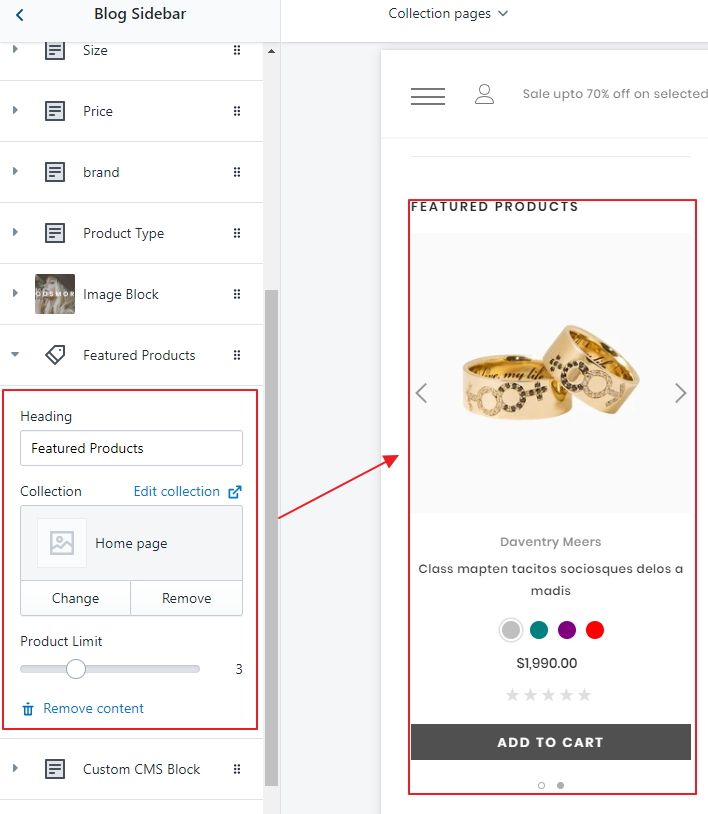 Blog Sidebar
Collection pages
Size
Price
brand
Product Type
Image Block
Featured Products
Heading
Featured Products
Collection
Edit collection
Home page
Change
Remove
Product Limit
3
Remove content
Custom CMS Block
Sale upto 70% off on selected
FEATURED PRODUCTS
Daventry Meers
Class mapten tacitos sociosques delos a
madis
$1,990.00
ADD TO CART